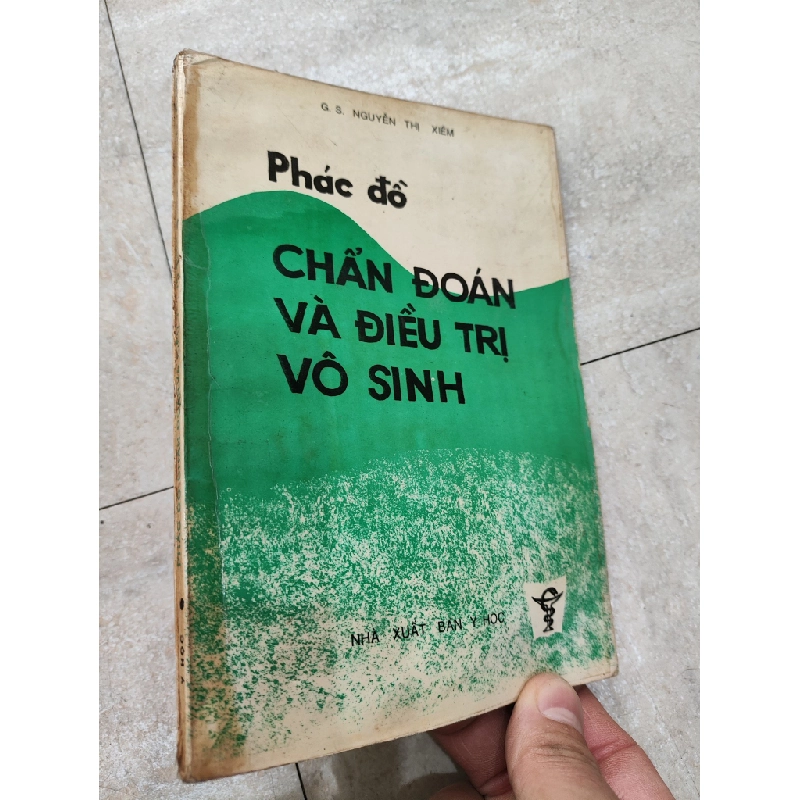 G. S. NGUYỄN THỊ XIÊM
Phác đồ
CHẨN ĐOÁN
VÀ ĐIỀU TRỊ
VÔ SINH
NHÀ XUẤT BẢN Y HỌC